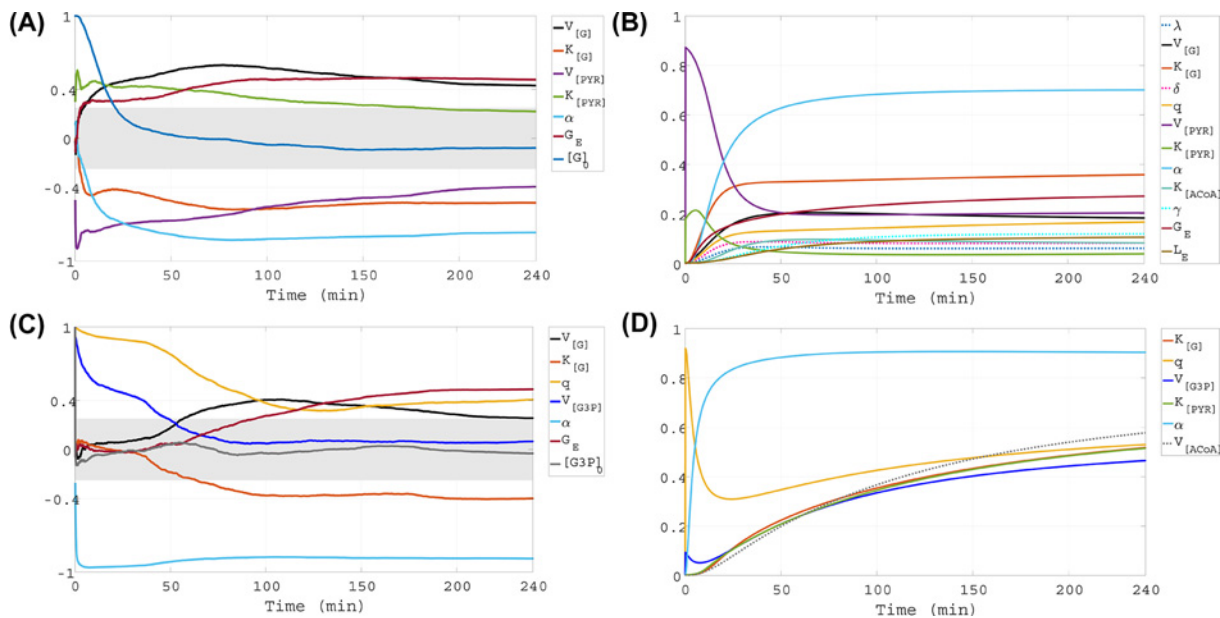 (A)
1
0.4
0
-0.4
-1
0
50
100
150
200
240
Time (min)
V[G]
K[G]
V[PYR]
K[PYR]
α
GE
[G]0
(B)
1
0.8
0.6
0.4
0.2
0
0
50
100
150
200
240
Time (min)
λ
V[G]
K[G]
δ
q
V[PYR]
K[PYR]
α
K[ACoA]
γ
GE
LE
(C)
1
0.4
0
-0.4
-1
0
50
100
150
200
240
Time (min)
V[G]
K[G]
q
V[G3P]
α
GE
[G3P]0
(D)
1
0.8
0.6
0.4
0.2
0
0
50
100
150
200
240
Time (min)
K[G]
q
V[G3P]
K[PYR]
α
V[ACoA]